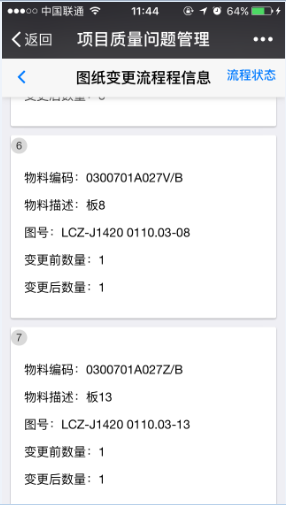 中国联通 11:44 64%
返回 项目质量问题管理
图纸变更流程程信息 流程状态
变更后数量：
6
物料编码：0300701A027V/B
物料描述：板8
图号：LCZ-J1420 0110.03-08
变更前数量：1
变更后数量：1
7
物料编码：0300701A027Z/B
物料描述：板13
图号：LCZ-J1420 0110.03-13
变更前数量：1
变更后数量：1